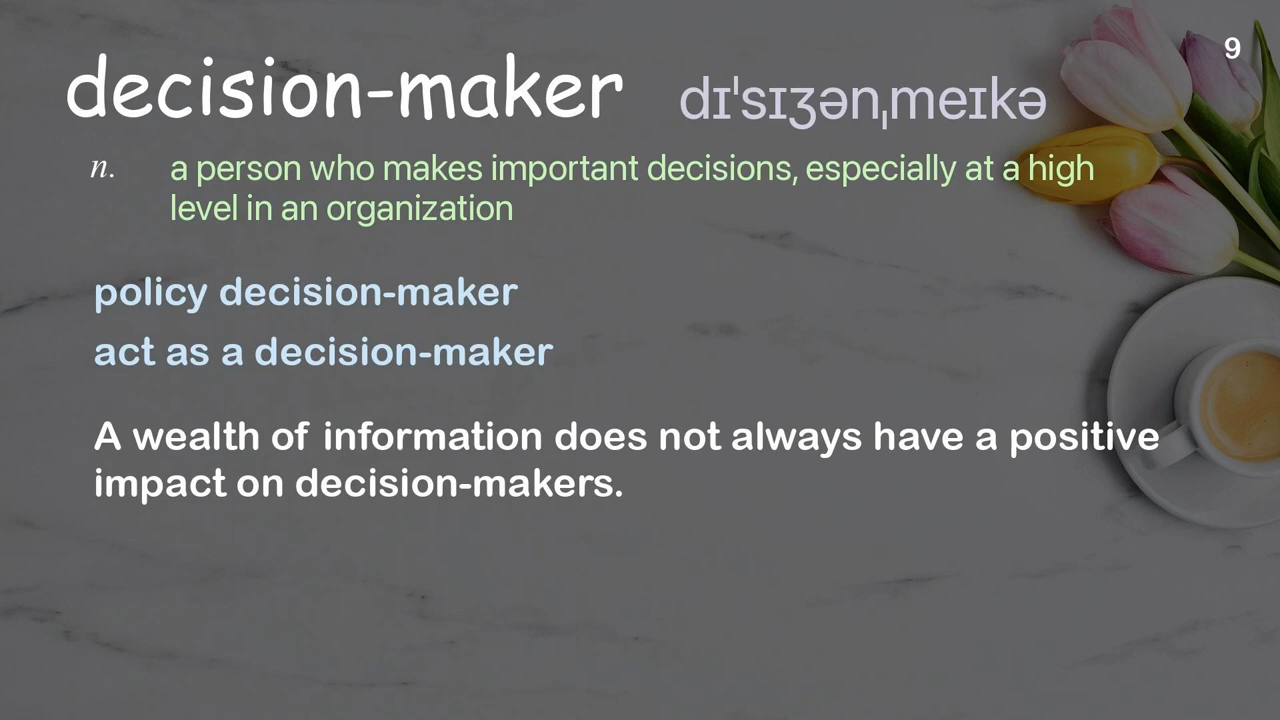 9
decision-maker dɪˈsɪʒənˌmeɪkə
n. a person who makes important decisions, especially at a high
level in an organization
policy decision-maker
act as a decision-maker
A wealth of information does not always have a positive
impact on decision-makers.